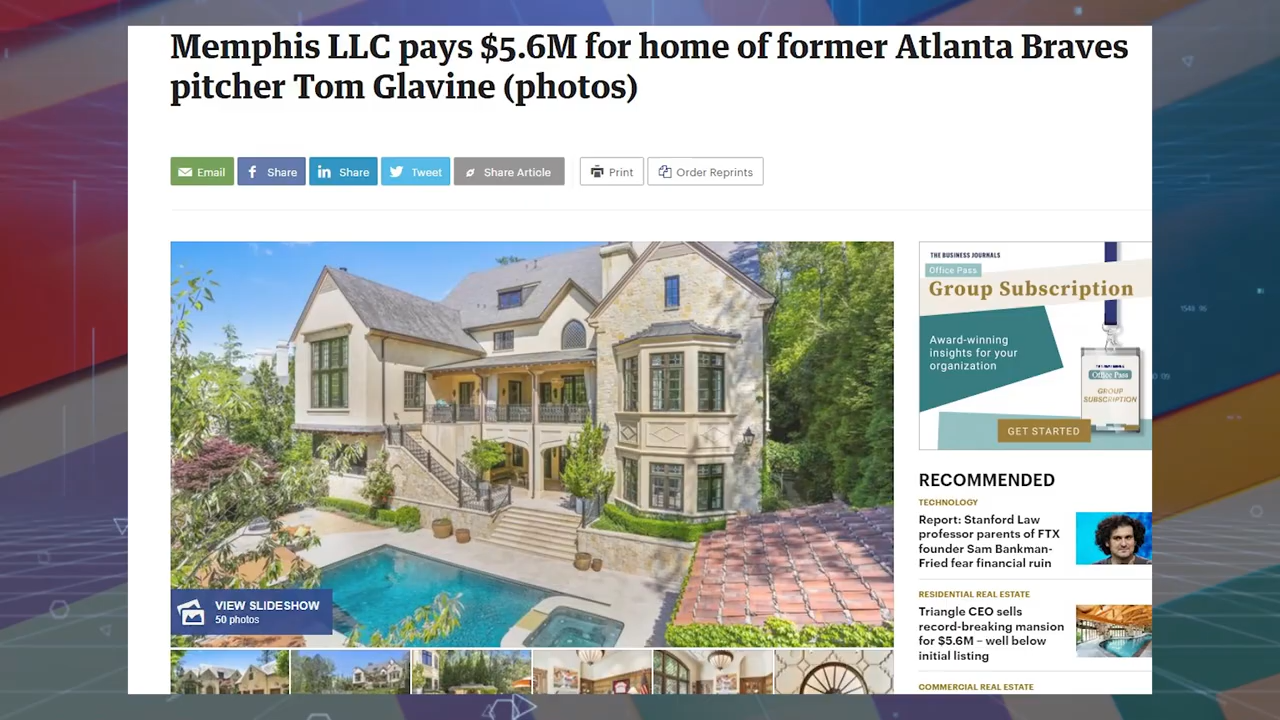 Memphis LLC pays $5.6M for home of former Atlanta Braves
pitcher Tom Glavine (photos)
Email
Share
Share
Tweet
Share Article
Print
Order Reprints
THE BUSINESS JOURNALS
Office Pass
Group Subscription
Award-winning
insights for your
organization
Office Pass
GROUP
SUBSCRIPTION
GET STARTED
VIEW SLIDESHOW
50 photos
RECOMMENDED
TECHNOLOGY
Report: Stanford Law
professor parents of FTX
founder Sam Bankman-
Fried fear financial ruin
RESIDENTIAL REAL ESTATE
Triangle CEO sells
record-breaking mansion
for $5.6M – well below
initial listing
COMMERCIAL REAL ESTATE